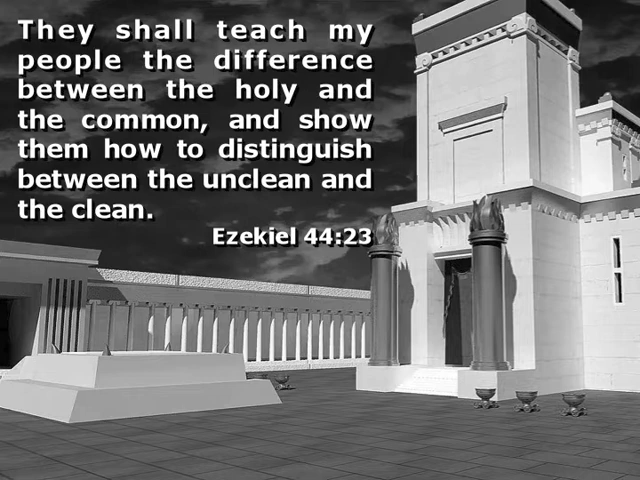 They shall teach my
people the difference
between the holy and
the common, and show
them how to distinguish
between the unclean and
the clean.
Ezekiel 44:23